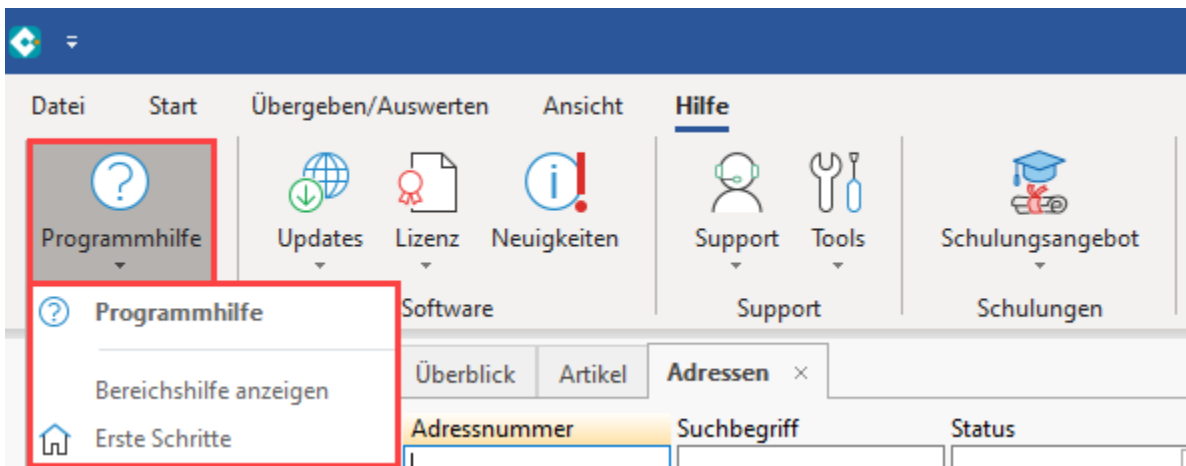 Datei Start Übergeben/Auswerten Ansicht Hilfe
Programmhilfe Updates Lizenz Neuigkeiten Support Tools Schulungsangebot
Software Support Schulungen
Programmhilfe
Bereichshilfe anzeigen
Erste Schritte
Überblick Artikel Adressen ×
Adressnummer Suchbegriff Status